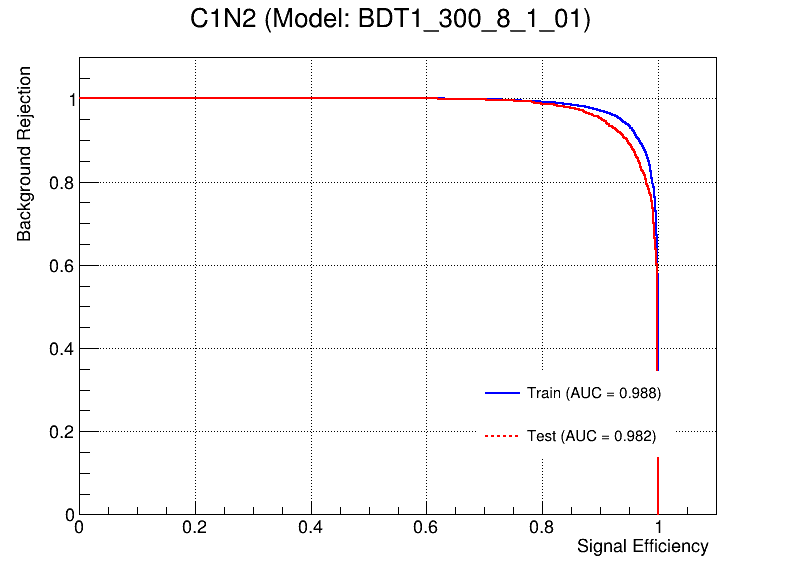 C1N2 (Model: BDT1_300_8_1_01)
Background Rejection
1
0.8
0.6
0.4
0.2
0
Train (AUC = 0.988)
Test (AUC = 0.982)
0 0.2 0.4 0.6 0.8 1
Signal Efficiency